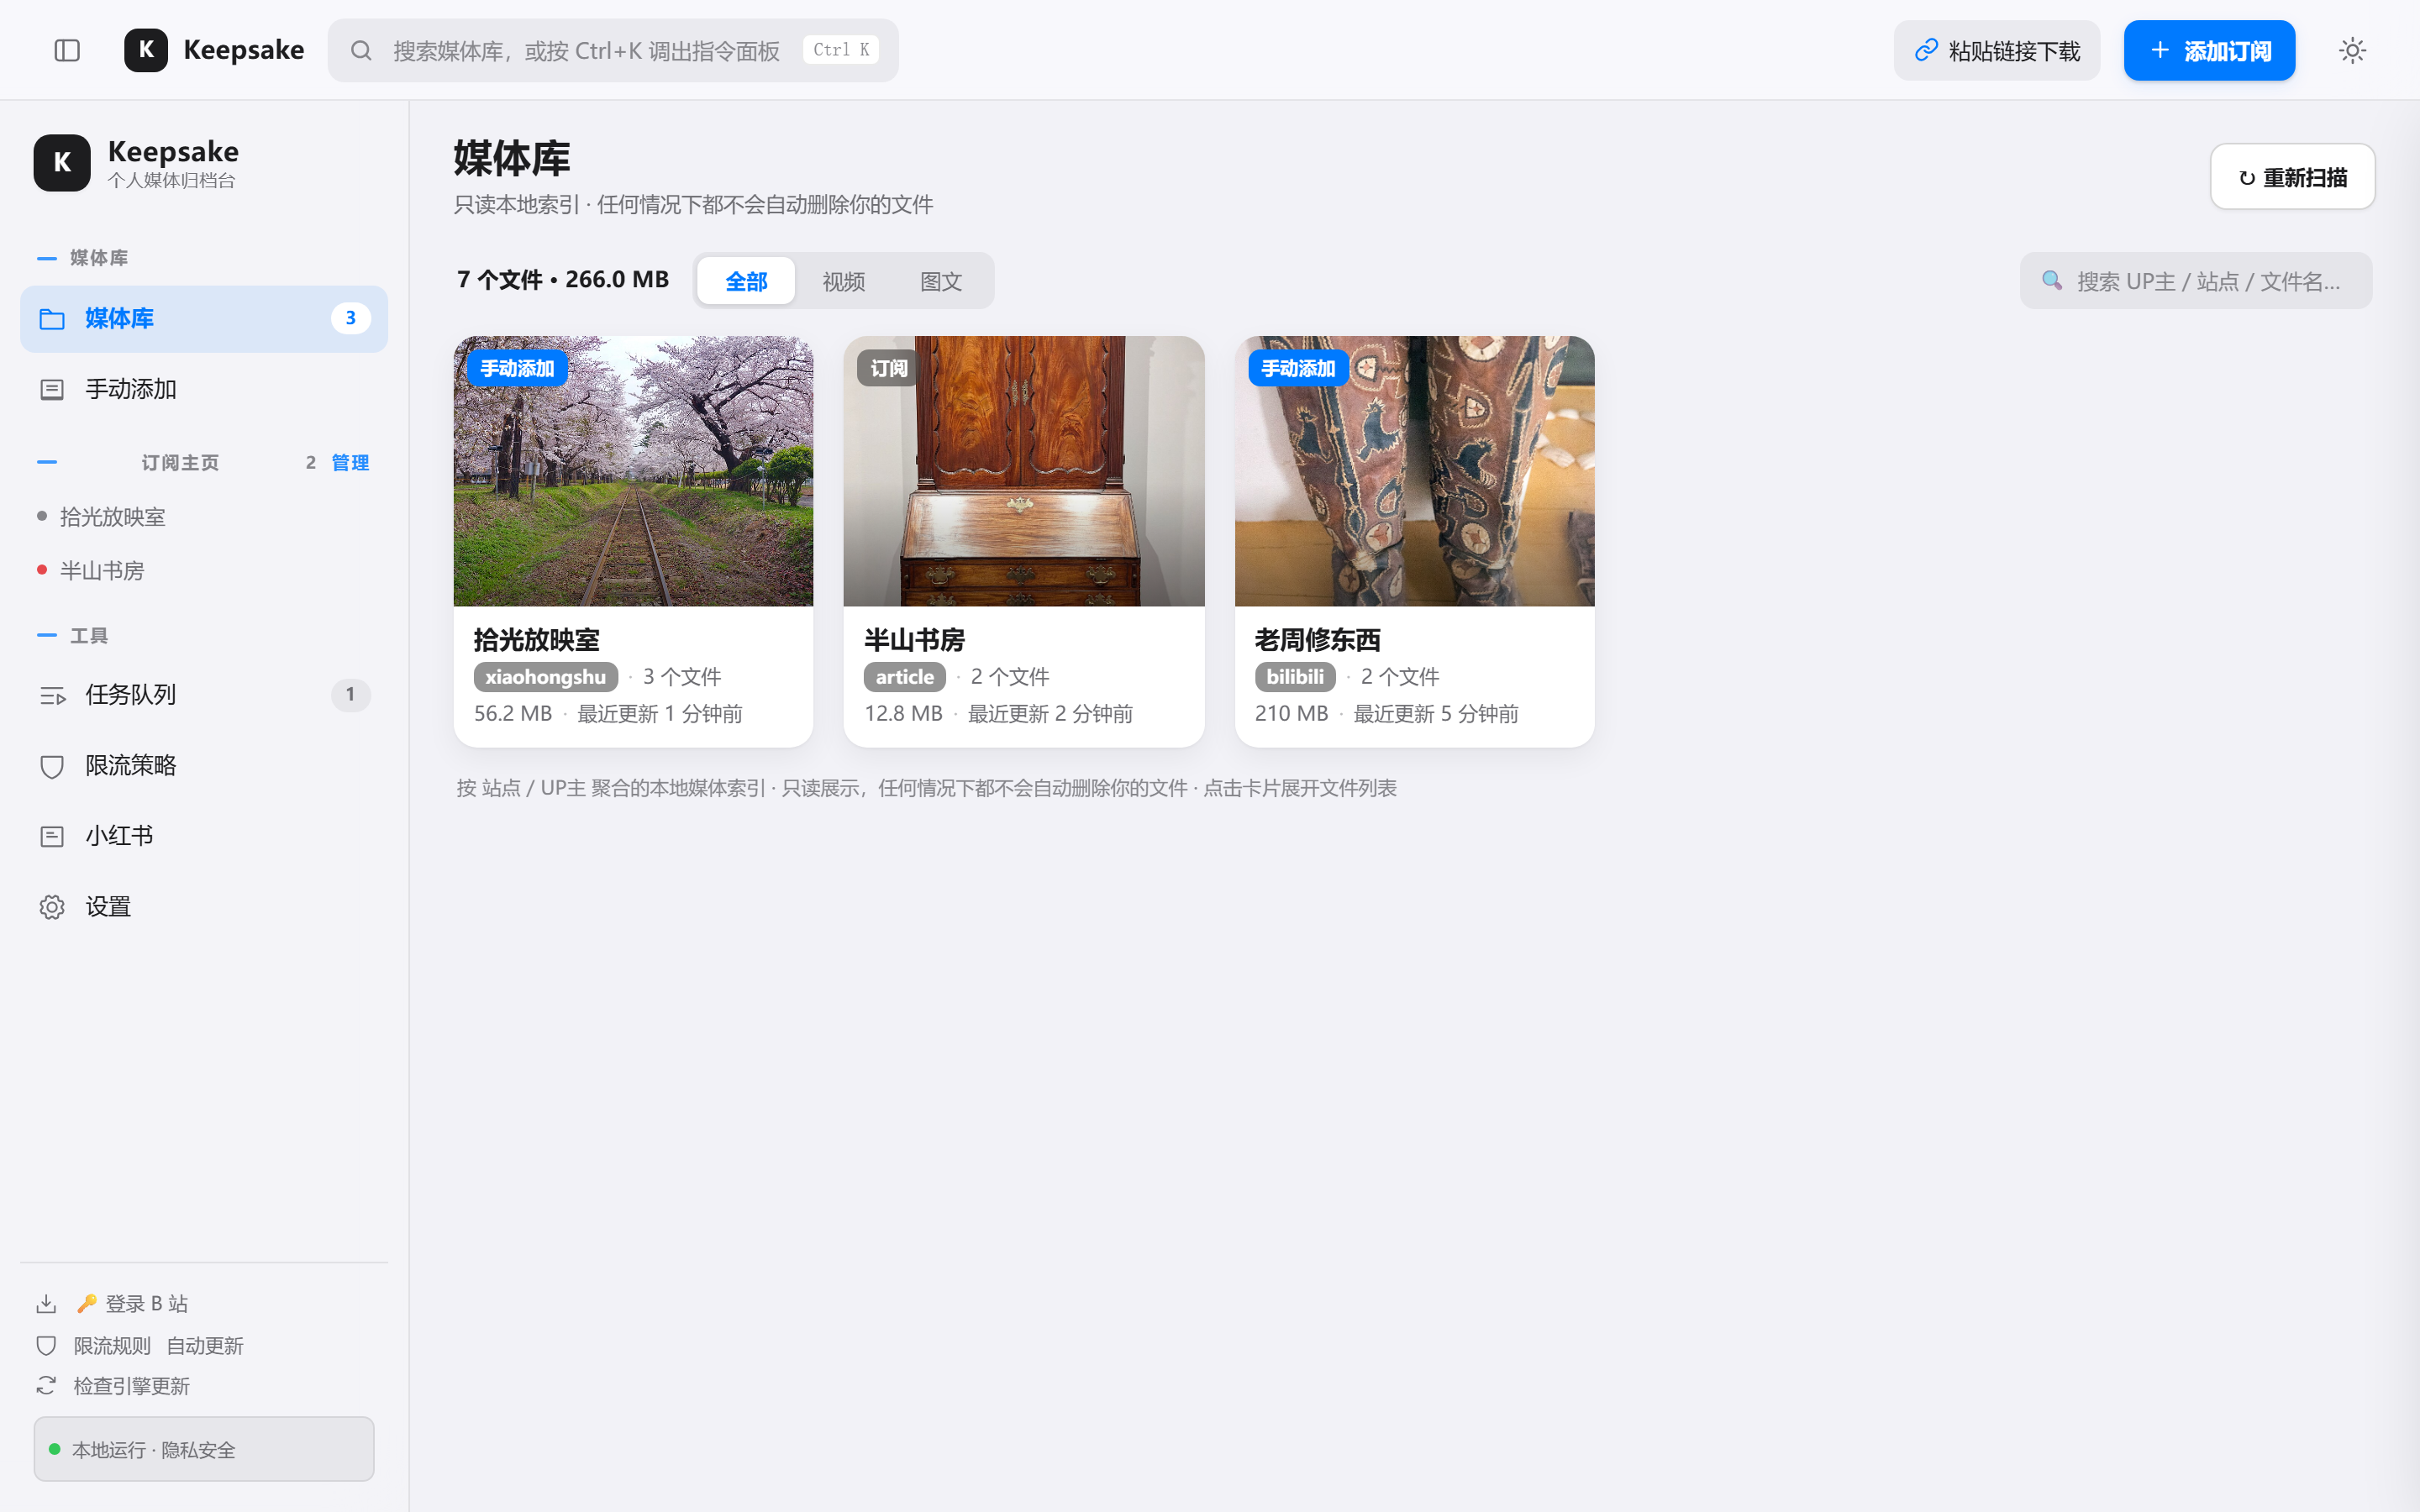 K Keepsake
搜索媒体库，或按 Ctrl+K 调出指令面板 Ctrl K
粘贴链接下载
+ 添加订阅
K
Keepsake
个人媒体归档台
媒体库
媒体库 3
手动添加
订阅主页 2 管理
拾光放映室
半山书房
工具
任务队列 1
限流策略
小红书
设置
🔑 登录 B 站
限流规则 自动更新
检查引擎更新
本地运行 · 隐私安全
媒体库
只读本地索引 · 任何情况下都不会自动删除你的文件
↻ 重新扫描
7 个文件 • 266.0 MB
全部 视频 图文
🔍 搜索 UP主 / 站点 / 文件名...
手动添加
拾光放映室
xiaohongshu · 3 个文件
56.2 MB · 最近更新 1 分钟前
订阅
半山书房
article · 2 个文件
12.8 MB · 最近更新 2 分钟前
手动添加
老周修东西
bilibili · 2 个文件
210 MB · 最近更新 5 分钟前
按 站点 / UP主 聚合的本地媒体索引 · 只读展示，任何情况下都不会自动删除你的文件 · 点击卡片展开文件列表